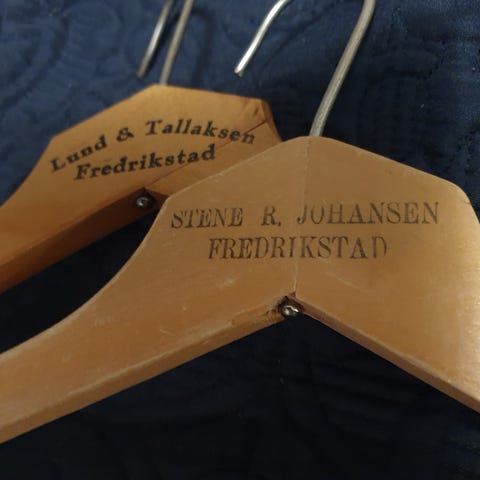 Lund & Tallaksen
Fredrikstad
STENE R. JOHANSEN
FREDRIKSTAD